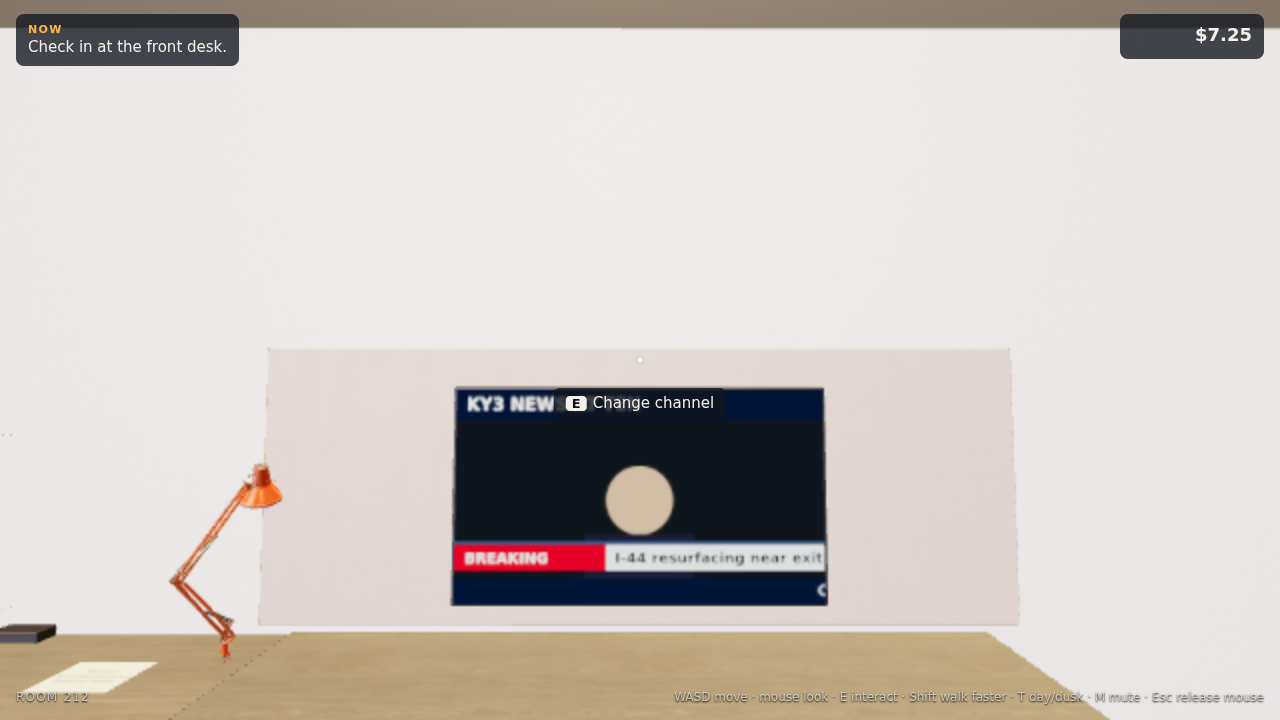 NOW
Check in at the front desk.
$7.25
E Change channel
KY3 NEWS
BREAKING
I-44 resurfacing near exit
ROOM 212
WASD move · mouse look · E interact · Shift walk faster · T day/dusk · M mute · Esc release mouse